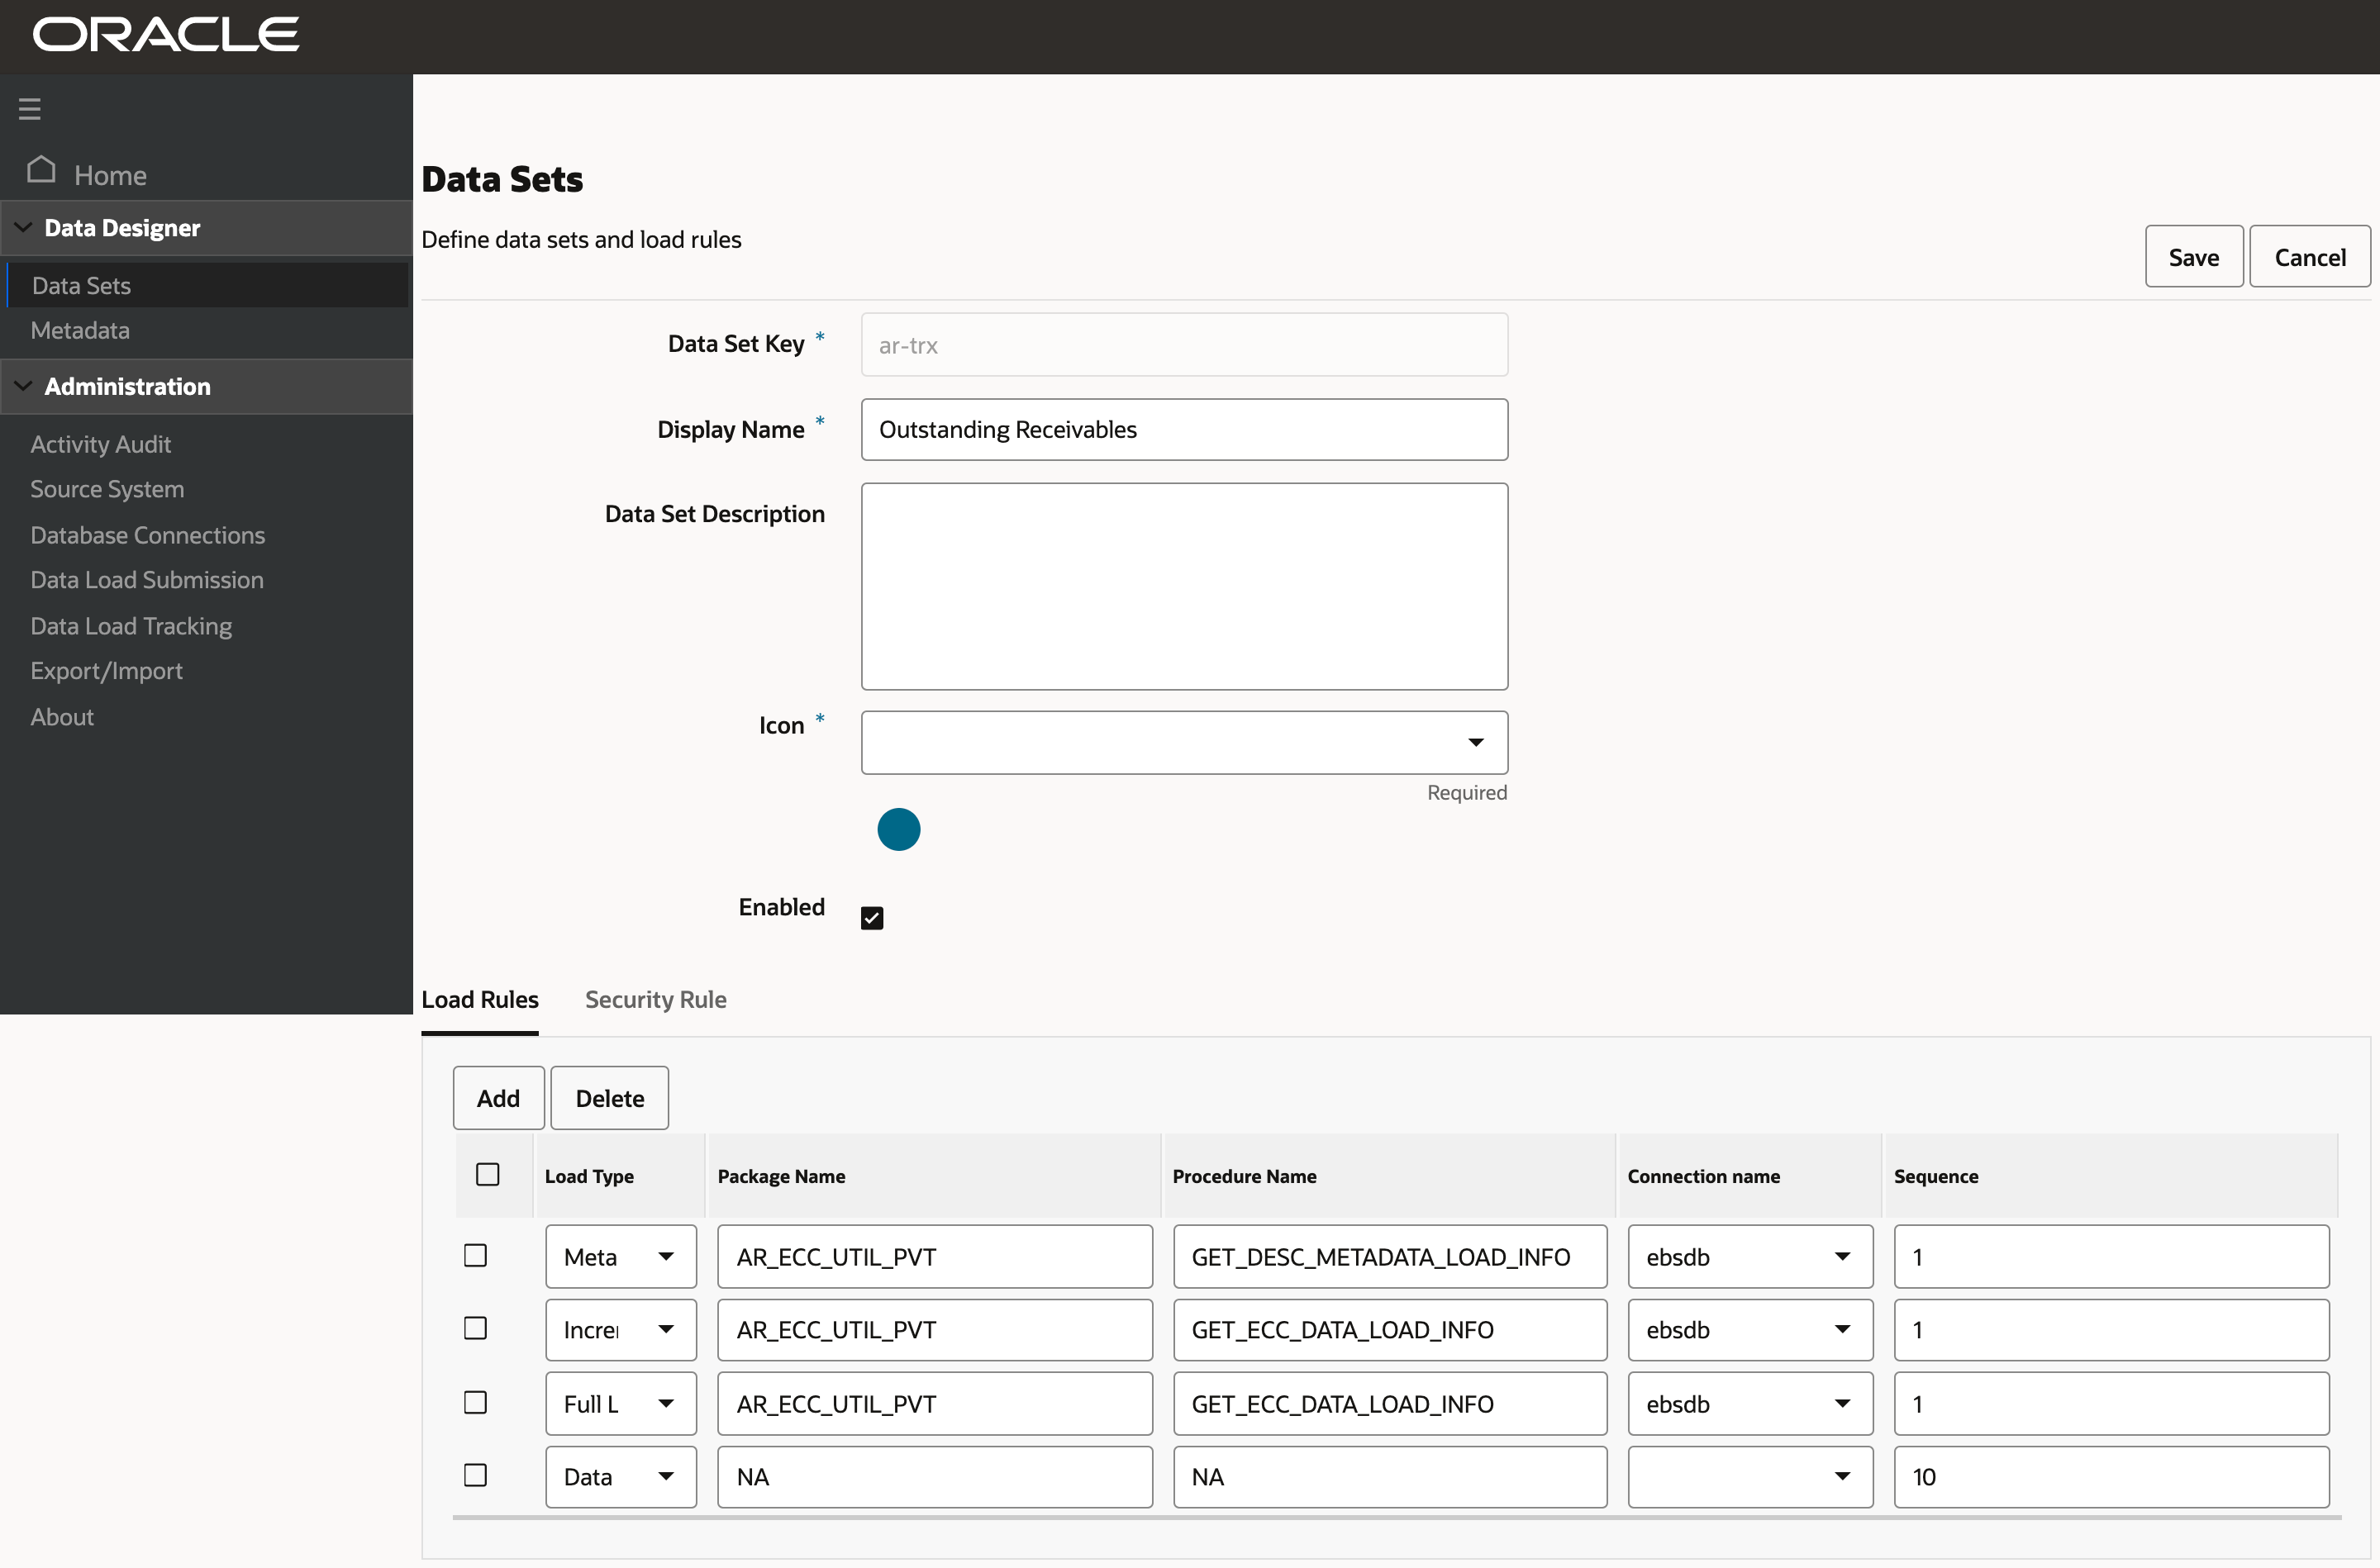 ORACLE
Home
Data Designer
Data Sets
Metadata
Administration
Activity Audit
Source System
Database Connections
Data Load Submission
Data Load Tracking
Export/Import
About
Data Sets
Define data sets and load rules
Save Cancel
Data Set Key * ar-trx
Display Name * Outstanding Receivables
Data Set Description
Icon *
Required
Enabled
Load Rules Security Rule
Add Delete
Load Type Package Name Procedure Name Connection name Sequence
Meta AR_ECC_UTIL_PVT GET_DESC_METADATA_LOAD_INFO ebsdb 1
Incre AR_ECC_UTIL_PVT GET_ECC_DATA_LOAD_INFO ebsdb 1
Full L AR_ECC_UTIL_PVT GET_ECC_DATA_LOAD_INFO ebsdb 1
Data NA NA 10